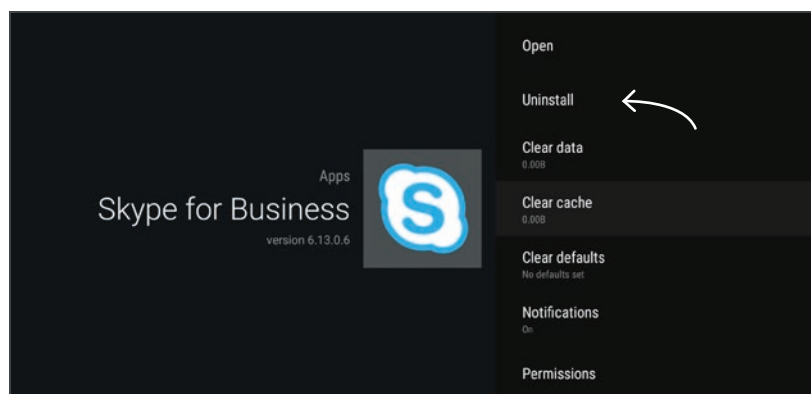 Apps
Skype for Business
version 6.13.0.6
S
Open
Uninstall
Clear data
0.00B
Clear cache
0.00B
Clear defaults
No defaults set
Notifications
On
Permissions